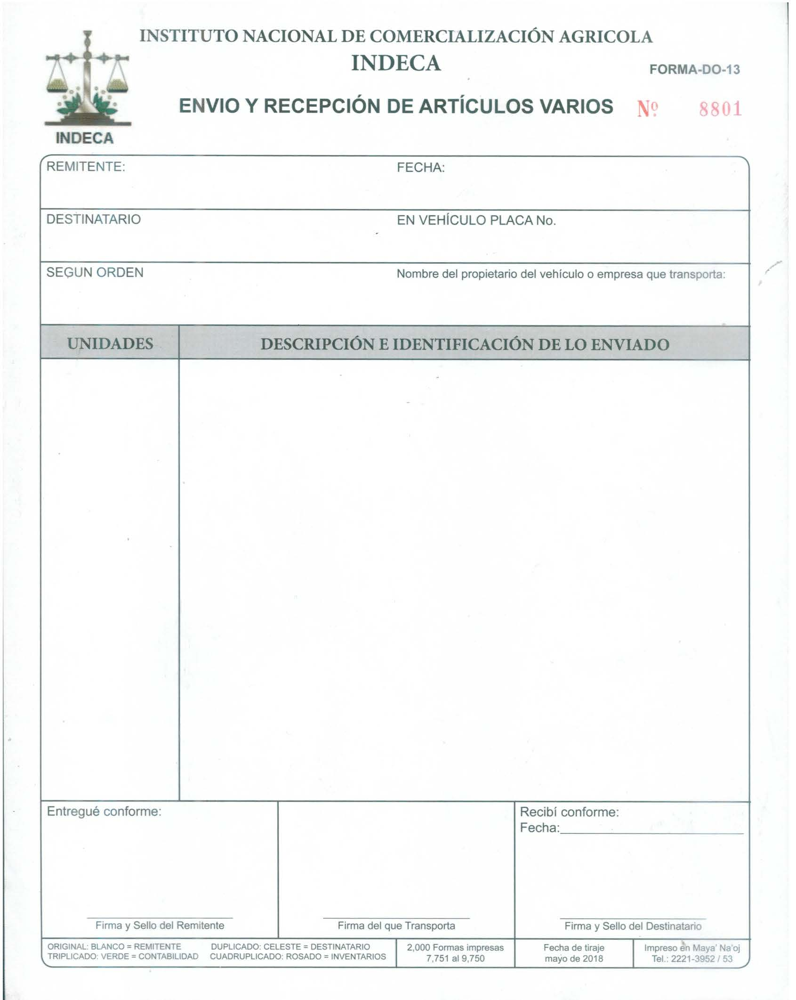 INSTITUTO NACIONAL DE COMERCIALIZACIÓN AGRICOLA
INDECA
FORMA-DO-13
ENVIO Y RECEPCIÓN DE ARTÍCULOS VARIOS Nº 8801
INDECA
REMITENTE: FECHA:
DESTINATARIO EN VEHÍCULO PLACA No.
SEGUN ORDEN Nombre del propietario del vehículo o empresa que transporta:
UNIDADES DESCRIPCIÓN E IDENTIFICACIÓN DE LO ENVIADO
Entregué conforme: Recibí conforme:
Fecha:
Firma y Sello del Remitente Firma del que Transporta Firma y Sello del Destinatario
ORIGINAL: BLANCO = REMITENTE DUPLICADO: CELESTE = DESTINATARIO 2,000 Formas impresas Fecha de tiraje Impreso en Maya' Na'oj
TRIPLICADO: VERDE = CONTABILIDAD CUADRUPLICADO: ROSADO = INVENTARIOS 7,751 al 9,750 mayo de 2018 Tel.: 2221-3952 / 53